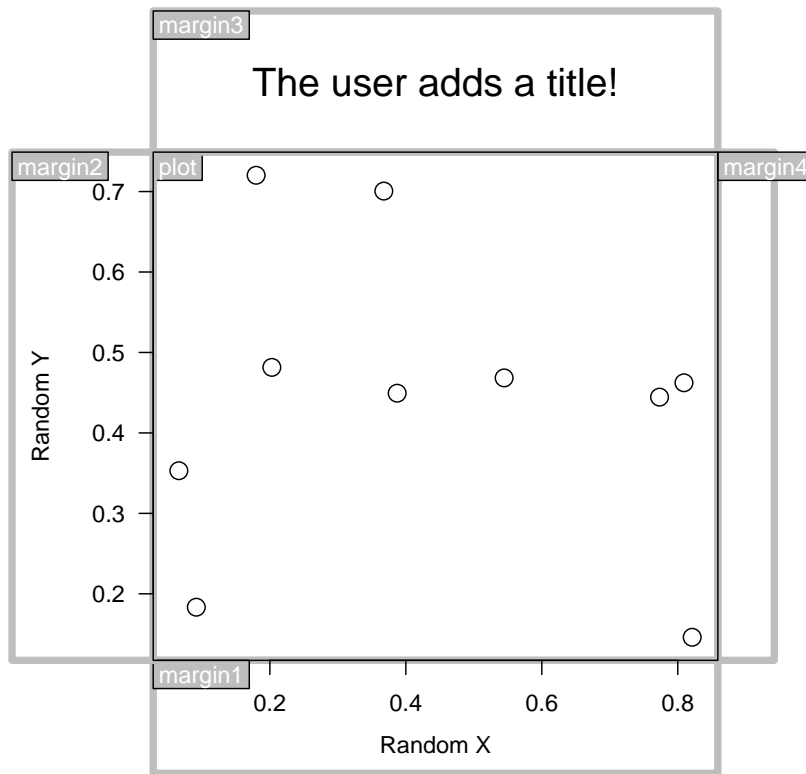 margin3
The user adds a title!
margin2
plot
margin4
0.7
0.6
0.5
0.4
0.3
0.2
Random Y
margin1
0.2 0.4 0.6 0.8
Random X